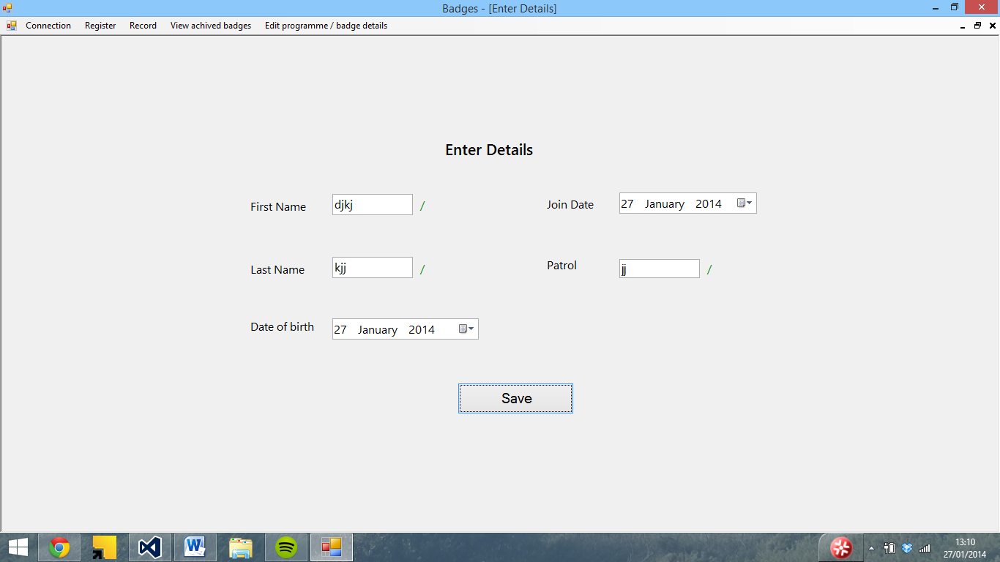 Badges - [Enter Details]
Connection Register Record View achived badges Edit programme / badge details
Enter Details
First Name djkj / Join Date 27 January 2014
Last Name kjj / Patrol jj /
Date of birth 27 January 2014
Save
13:10
27/01/2014